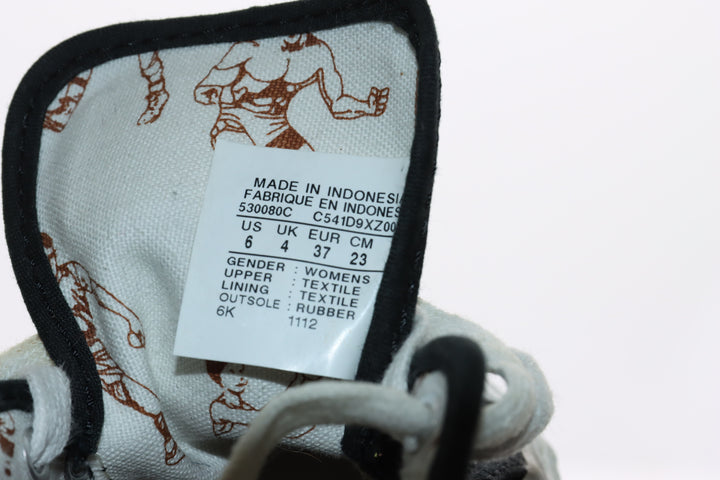 MADE IN INDONESIA
FABRIQUE EN INDONES
530080C C541D9XZ00
US UK EUR CM
6 4 37 23
GENDER : WOMENS
UPPER : TEXTILE
LINING : TEXTILE
OUTSOLE : RUBBER
6K 1112